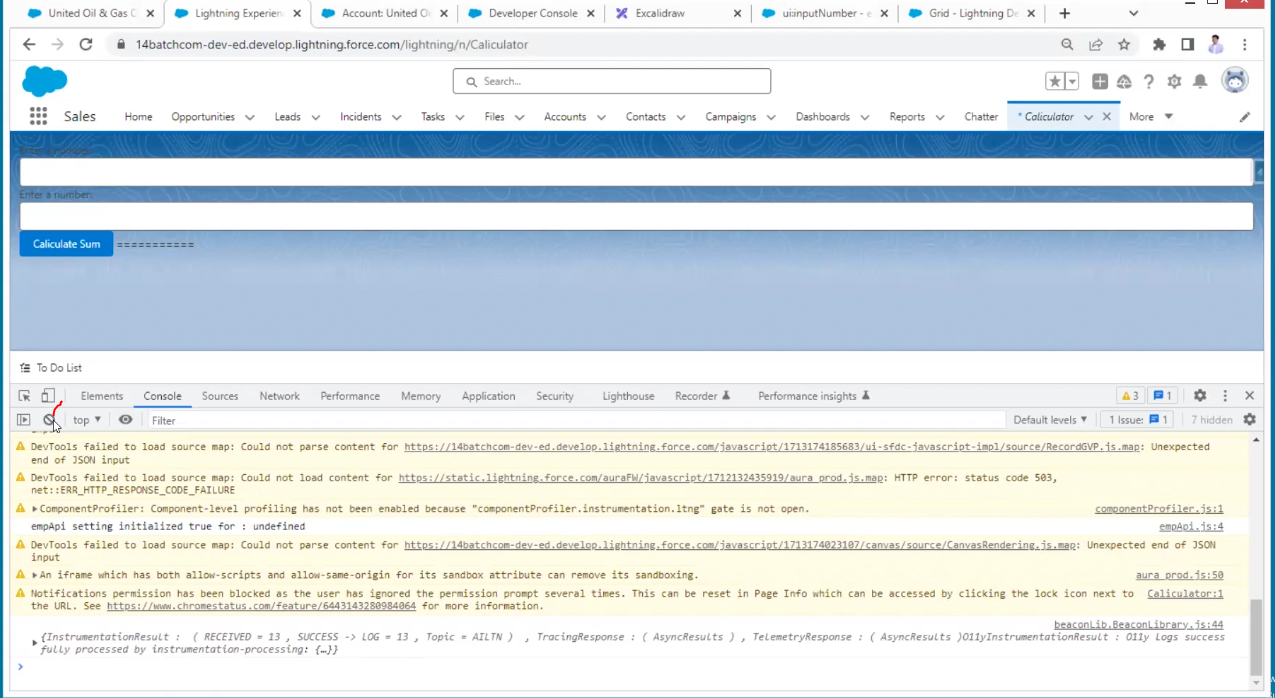 United Oil & Gas C
Lightning Experien
Account: United O
Developer Console
Excalidraw
ui:inputNumber - e
Grid - Lightning De
14batchcom-dev-ed.develop.lightning.force.com/lightning/n/Caliculator
Search...
Sales
Home
Opportunities
Leads
Incidents
Tasks
Files
Accounts
Contacts
Campaigns
Dashboards
Reports
Chatter
* Caliculator
More
Enter a number:
Calculate Sum
===========
To Do List
Elements
Console
Sources
Network
Performance
Memory
Application
Security
Lighthouse
Recorder
Performance insights
3
1
top
Filter
Default levels
1 Issue: 1
7 hidden
DevTools failed to load source map: Could not parse content for https://14batchcom-dev-ed.develop.lightning.force.com/javascript/1713174185683/ui-sfdc-javascript-impl/source/RecordGVP.js.map: Unexpected
end of JSON input
DevTools failed to load source map: Could not load content for https://static.lightning.force.com/auraFW/javascript/1712132435919/aura_prod.js.map: HTTP error: status code 503,
net::ERR_HTTP_RESPONSE_CODE_FAILURE
ComponentProfiler: Component-level profiling has not been enabled because "componentProfiler.instrumentation.ltng" gate is not open.
componentProfiler.js:1
empApi setting initialized true for : undefined
empApi.js:4
DevTools failed to load source map: Could not parse content for https://14batchcom-dev-ed.develop.lightning.force.com/javascript/1713174023107/canvas/source/CanvasRendering.js.map: Unexpected end of JSON
input
An iframe which has both allow-scripts and allow-same-origin for its sandbox attribute can remove its sandboxing.
aura_prod.js:50
Notifications permission has been blocked as the user has ignored the permission prompt several times. This can be reset in Page Info which can be accessed by clicking the lock icon next to
Caliculator:1
the URL. See https://www.chromestatus.com/feature/6443143280984064 for more information.
beaconLib.BeaconLibrary.js:44
{InstrumentationResult : ( RECEIVED = 13 , SUCCESS -> LOG = 13 , Topic = AILTN ) , TracingResponse : ( AsyncResults ) , TelemetryResponse : ( AsyncResults )O11yInstrumentationResult : O11y Logs success
fully processed by instrumentation-processing: {…}}